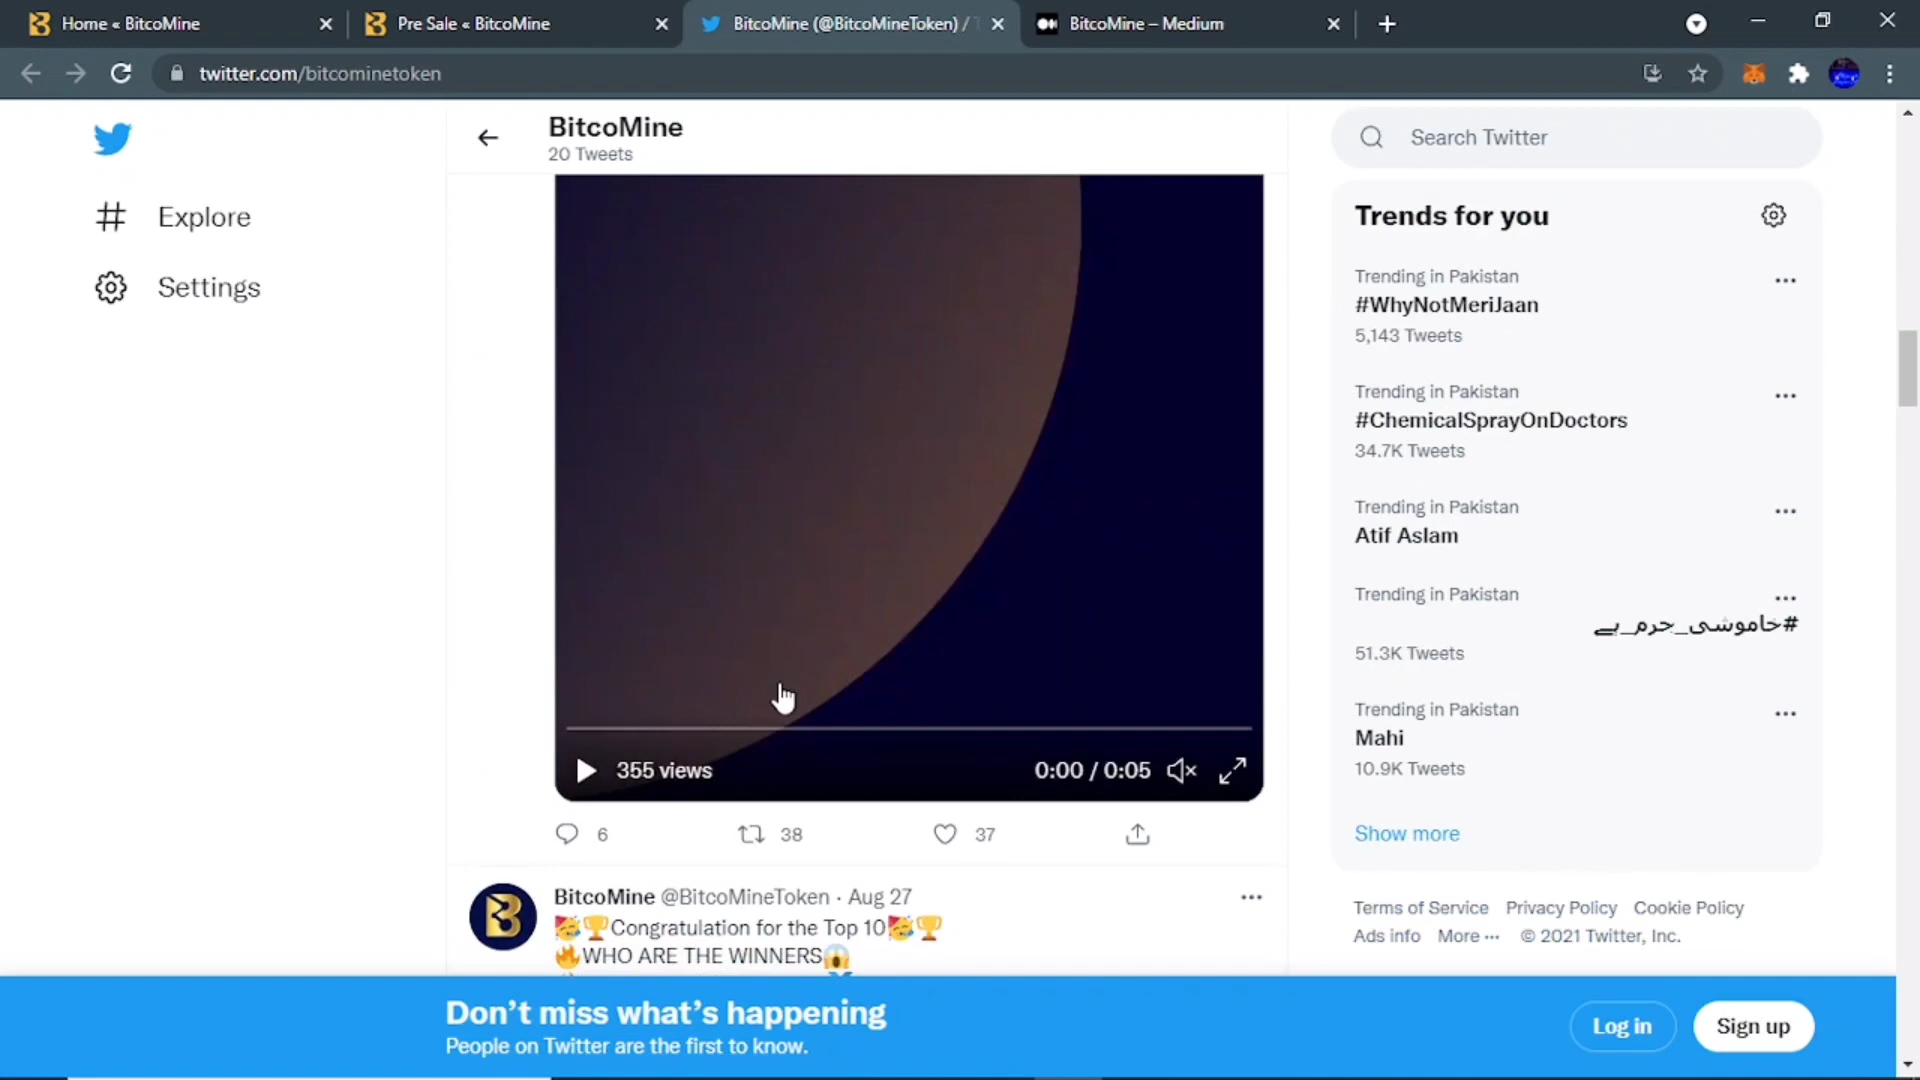 Home « BitcoMine
Pre Sale « BitcoMine
BitcoMine (@BitcoMineToken) /
BitcoMine – Medium
twitter.com/bitcominetoken
BitcoMine
20 Tweets
Explore
Settings
355 views
0:00 / 0:05
6
38
37
BitcoMine @BitcoMineToken · Aug 27
🥳🏆Congratulation for the Top 10🥳🏆
🔥WHO ARE THE WINNERS😱
Search Twitter
Trends for you
Trending in Pakistan
#WhyNotMeriJaan
5,143 Tweets
Trending in Pakistan
#ChemicalSprayOnDoctors
34.7K Tweets
Trending in Pakistan
Atif Aslam
Trending in Pakistan
#خاموشی_جرم_ہے
51.3K Tweets
Trending in Pakistan
Mahi
10.9K Tweets
Show more
Terms of Service Privacy Policy Cookie Policy
Ads info More ··· © 2021 Twitter, Inc.
Don’t miss what’s happening
People on Twitter are the first to know.
Log in
Sign up